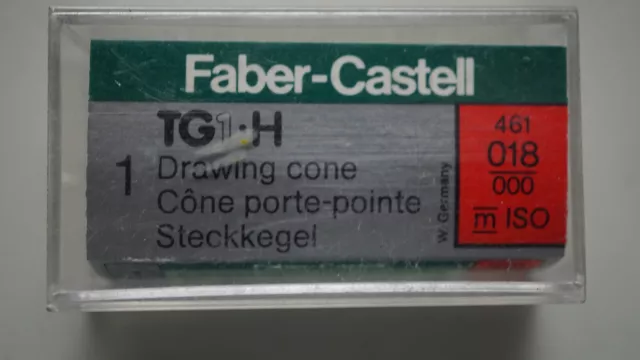 Faber-Castell
TG1·H
1
Drawing cone
Cône porte-pointe
Steckkegel
W. Germany
461
018
000
m ISO